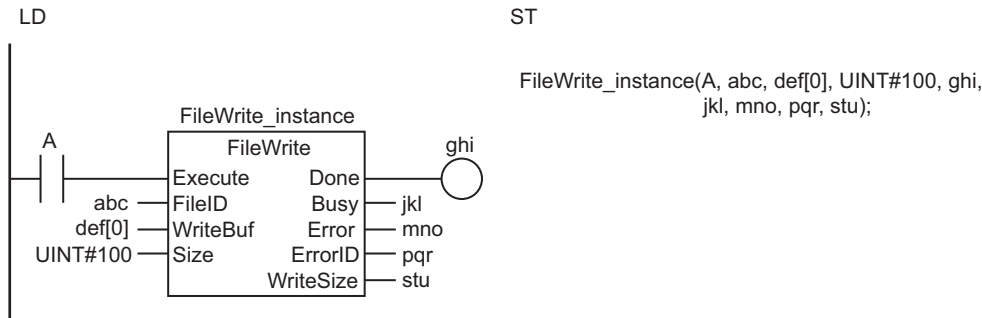 LD
ST
FileWrite_instance(A, abc, def[0], UINT#100, ghi,
jkl, mno, pqr, stu);
FileWrite_instance
A
FileWrite
ghi
Execute Done
abc FileID Busy jkl
def[0] WriteBuf Error mno
UINT#100 Size ErrorID pqr
WriteSize stu